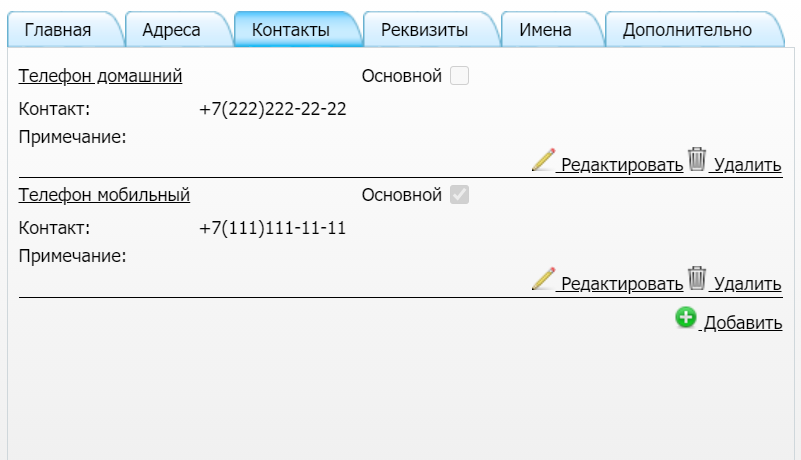 Главная Адреса Контакты Реквизиты Имена Дополнительно
Телефон домашний Основной
Контакт: +7(222)222-22-22
Примечание:
Редактировать Удалить
Телефон мобильный Основной
Контакт: +7(111)111-11-11
Примечание:
Редактировать Удалить
Добавить